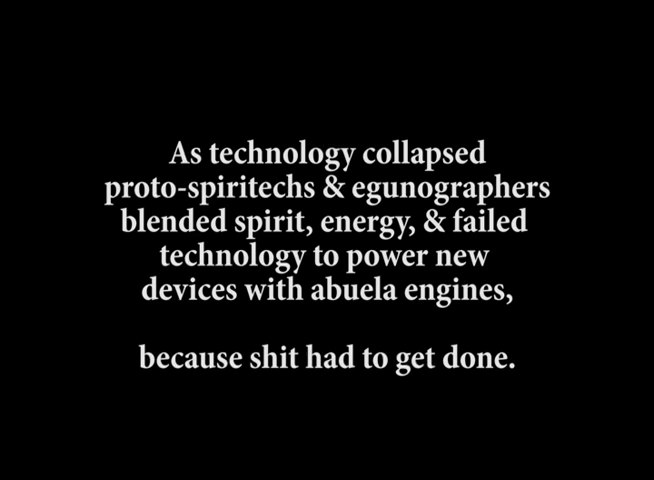 As technology collapsed
proto-spiritechs & egunographers
blended spirit, energy, & failed
technology to power new
devices with abuela engines,
because shit had to get done.